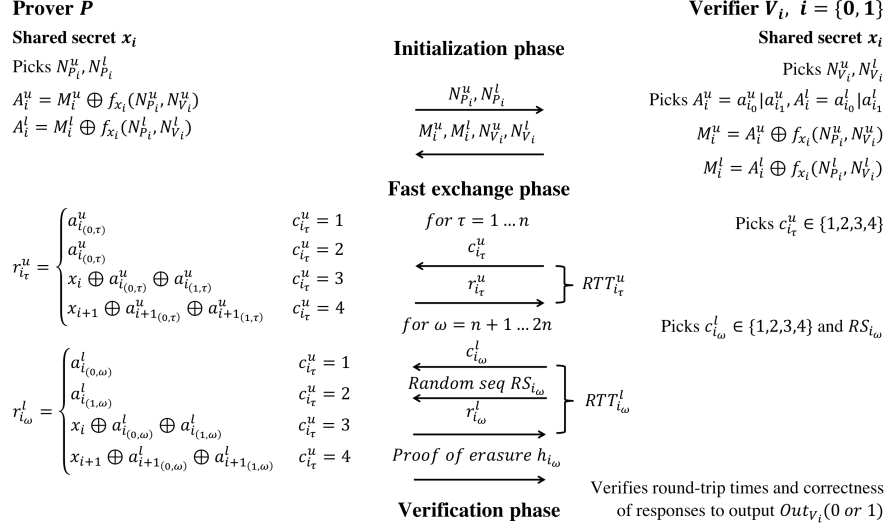 Prover P
Verifier V_i, i = {0, 1}
Shared secret x_i
Shared secret x_i
Initialization phase
Picks N^u_{P_i}, N^l_{P_i}
Picks N^u_{V_i}, N^l_{V_i}
A^u_i = M^u_i ⊕ f_{x_i}(N^u_{P_i}, N^u_{V_i})
N^u_{P_i}, N^l_{P_i}
Picks A^u_i = a^u_{i_0}|a^u_{i_1}, A^l_i = a^l_{i_0}|a^l_{i_1}
A^l_i = M^l_i ⊕ f_{x_i}(N^l_{P_i}, N^l_{V_i})
M^u_i, M^l_i, N^u_{V_i}, N^l_{V_i}
M^u_i = A^u_i ⊕ f_{x_i}(N^u_{P_i}, N^u_{V_i})
M^l_i = A^l_i ⊕ f_{x_i}(N^l_{P_i}, N^l_{V_i})
Fast exchange phase
r^u_{i_τ} =
a^u_{i_{(0,τ)}} c^u_{i_τ} = 1
a^u_{i_{(0,τ)}} c^u_{i_τ} = 2
x_i ⊕ a^u_{i_{(0,τ)}} ⊕ a^u_{i_{(1,τ)}} c^u_{i_τ} = 3
x_{i+1} ⊕ a^u_{i+1_{(0,τ)}} ⊕ a^u_{i+1_{(1,τ)}} c^u_{i_τ} = 4
for τ = 1 … n
Picks c^u_{i_τ} ∈ {1,2,3,4}
c^u_{i_τ}
r^u_{i_τ}
RTT^u_{i_τ}
for ω = n + 1 … 2n
Picks c^l_{i_ω} ∈ {1,2,3,4} and RS_{i_ω}
r^l_{i_ω} =
a^l_{i_{(0,ω)}} c^u_{i_τ} = 1
a^l_{i_{(1,ω)}} c^u_{i_τ} = 2
x_i ⊕ a^l_{i_{(0,ω)}} ⊕ a^l_{i_{(1,ω)}} c^u_{i_τ} = 3
x_{i+1} ⊕ a^l_{i+1_{(0,ω)}} ⊕ a^l_{i+1_{(1,ω)}} c^u_{i_τ} = 4
c^l_{i_ω}
Random seq RS_{i_ω}
r^l_{i_ω}
RTT^l_{i_ω}
Proof of erasure h_{i_ω}
Verification phase
Verifies round-trip times and correctness
of responses to output Out_{V_i}(0 or 1)